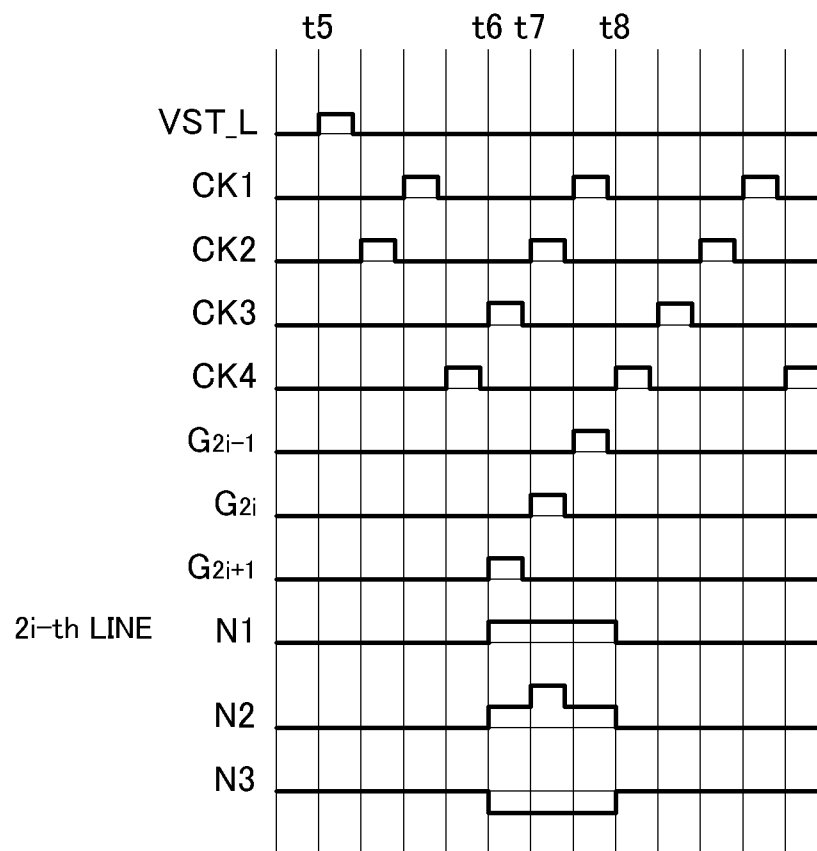 t5 t6 t7 t8
VST_L
CK1
CK2
CK3
CK4
G2i-1
G2i
G2i+1
2i-th LINE N1
N2
N3